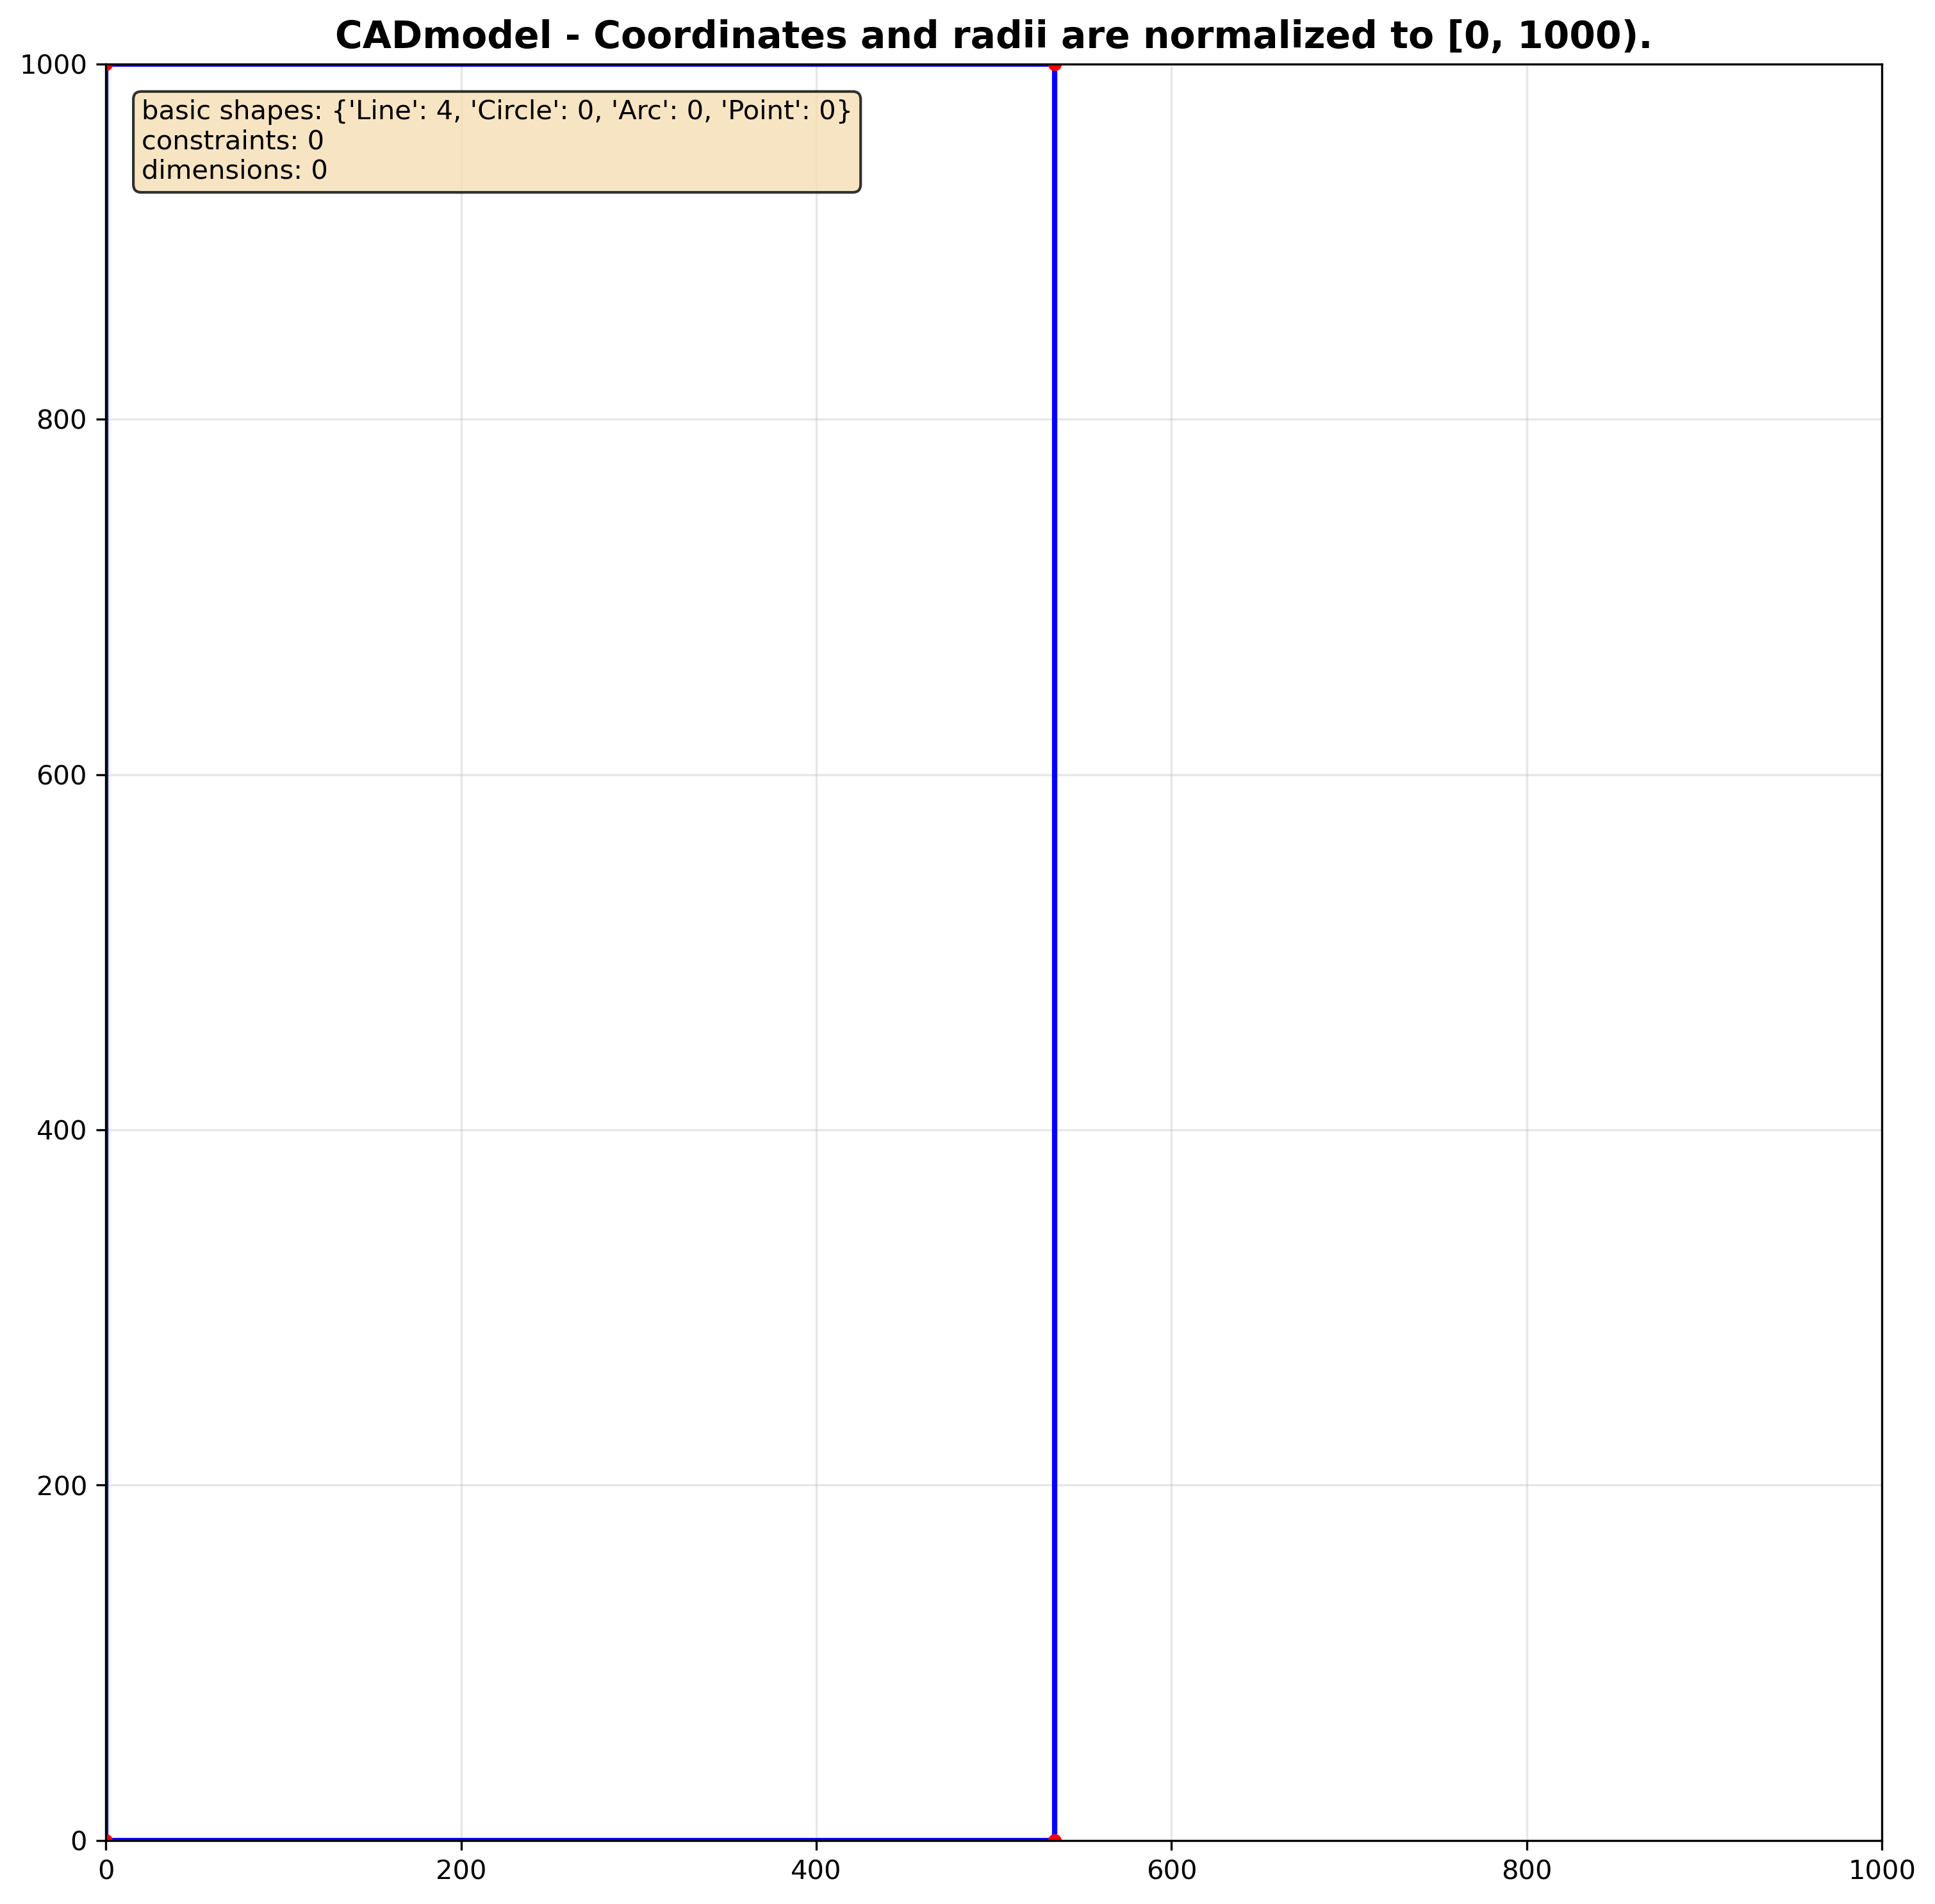 CADmodel - Coordinates and radii are normalized to [0, 1000).
1000
basic shapes: {'Line': 4, 'Circle': 0, 'Arc': 0, 'Point': 0}
constraints: 0
dimensions: 0
800
600
400
200
0
0 200 400 600 800 1000